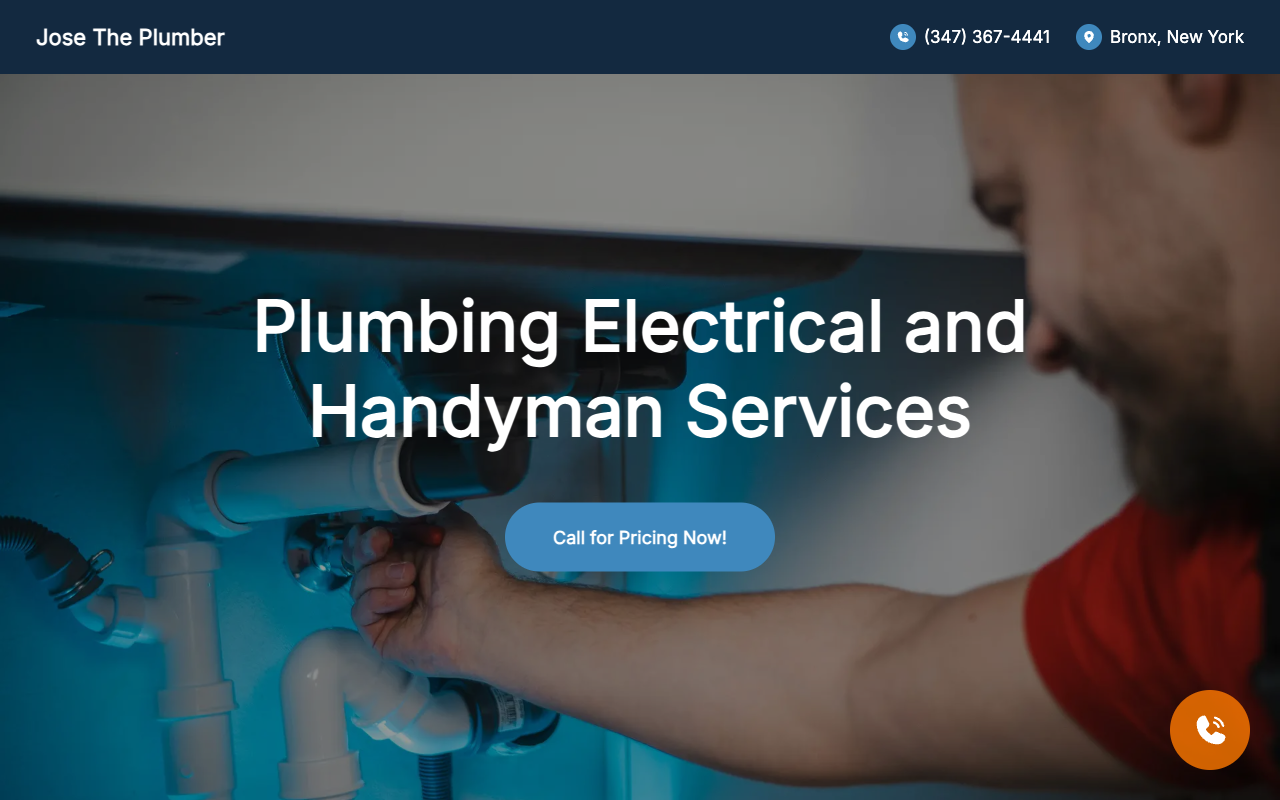 Jose The Plumber
(347) 367-4441
Bronx, New York
Plumbing Electrical and
Handyman Services
Call for Pricing Now!